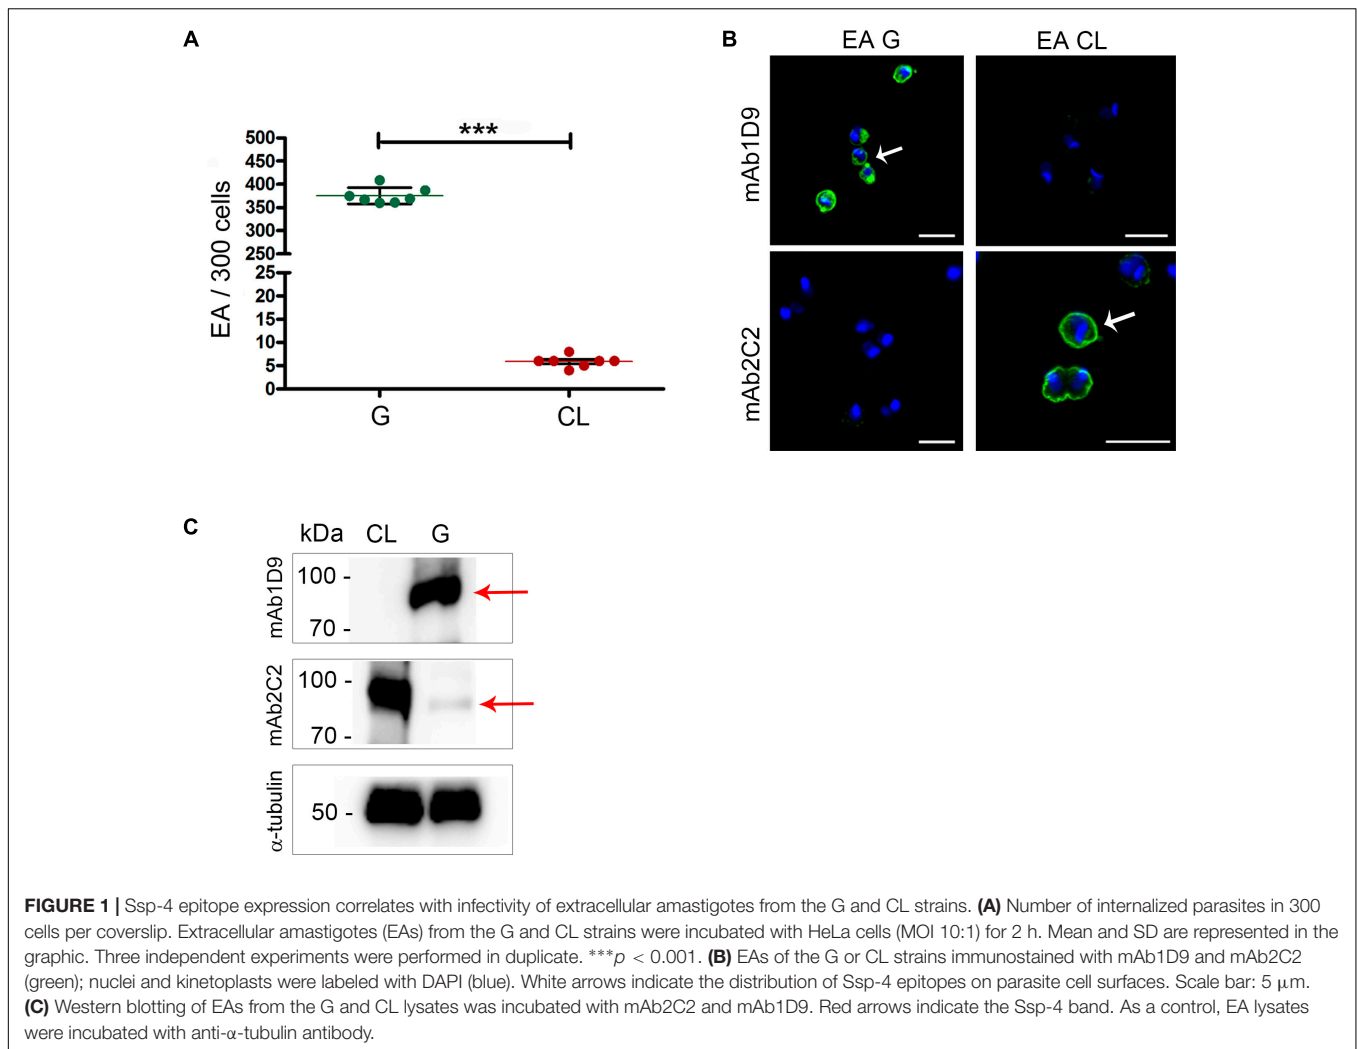 A
EA / 300 cells
500
450
400
350
300
250
25
20
15
10
5
0
***
G
CL
B
EA G
EA CL
mAb1D9
mAb2C2
C
kDa
CL
G
mAb1D9
100 -
70 -
mAb2C2
100 -
70 -
α-tubulin
50 -
FIGURE 1 | Ssp-4 epitope expression correlates with infectivity of extracellular amastigotes from the G and CL strains. (A) Number of internalized parasites in 300
cells per coverslip. Extracellular amastigotes (EAs) from the G and CL strains were incubated with HeLa cells (MOI 10:1) for 2 h. Mean and SD are represented in the
graphic. Three independent experiments were performed in duplicate. ***p < 0.001. (B) EAs of the G or CL strains immunostained with mAb1D9 and mAb2C2
(green); nuclei and kinetoplasts were labeled with DAPI (blue). White arrows indicate the distribution of Ssp-4 epitopes on parasite cell surfaces. Scale bar: 5 μm.
(C) Western blotting of EAs from the G and CL lysates was incubated with mAb2C2 and mAb1D9. Red arrows indicate the Ssp-4 band. As a control, EA lysates
were incubated with anti-α-tubulin antibody.